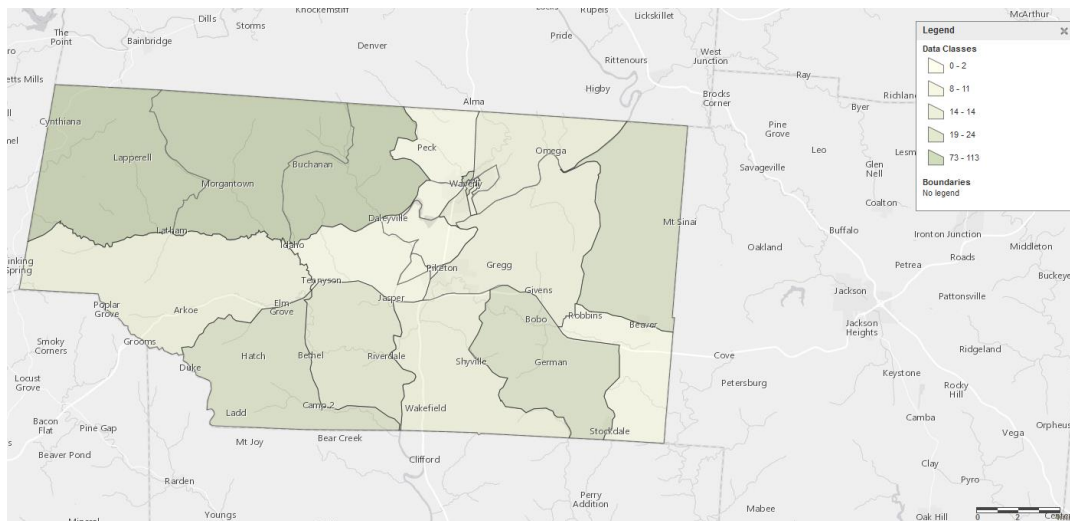 Knockemstiff
Dills
Storms
Rupels
Lickskillet
McArthur
The
Point
Bainbridge
Denver
Pride
West
Junction
Rittenours
etts Mills
Higby
Brocks
Corner
Ray
Richland
Byer
Alma
Cynthiana
Pine
Grove
Leo
Peck
Omega
Lapperell
Buchanan
Savageville
Glen
Nell
Morgantown
Waverly
Coalton
Daleyville
Mt Sinai
Latham
Buffalo
Ironton Junction
Idaho
Oakland
Middleton
Roads
inking
Spring
Piketon
Gregg
Petrea
Buckeye
Tennyson
Givens
Jackson
Pattonsville
Poplar
Grove
Arkoe
Elm
Grove
Jasper
Bobo
Robbins
Beaver
Jackson
Heights
Smoky
Corners
Grooms
Hatch
Bethel
Riverdale
Shyville
German
Cove
Ridgeland
Duke
Keystone
Locust
Grove
Petersburg
Rocky
Hill
Ladd
Camp 2
Wakefield
Camba
Bacon
Flat
Pine Gap
Stockdale
Vega
Orpheus
Mt Joy
Bear Creek
Beaver Pond
Clifford
Clay
Rarden
Pyro
Perry
Addition
Mabee
Youngs
Oak Hill
Legend
Data Classes
0 - 2
8 - 11
14 - 14
19 - 24
73 - 113
Boundaries
No legend
0 2